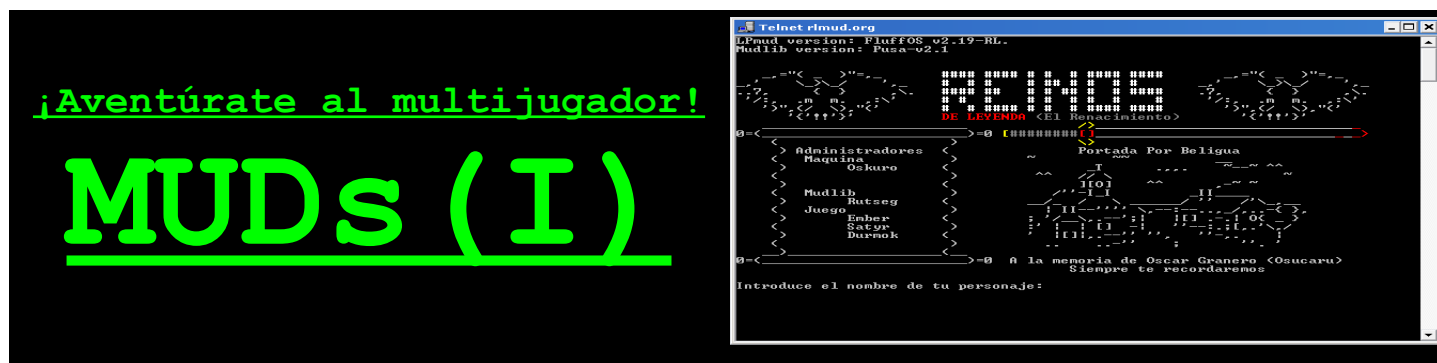 ¡Aventúrate al multijugador!
MUDs (I)
Telnet rlmud.org
LPmud version: FluffOS v2.19-RL.
Mudlib version: Pusa-v2.1
REINOS
DE LEYENDA (El Renacimiento)
Administradores
Portada Por Beligua
Maquina
Oskuro
Mudlib
Rutseg
Juego
Ember
Satyr
Durmok
A la memoria de Oscar Granero (Osucaru)
Siempre te recordaremos
Introduce el nombre de tu personaje: